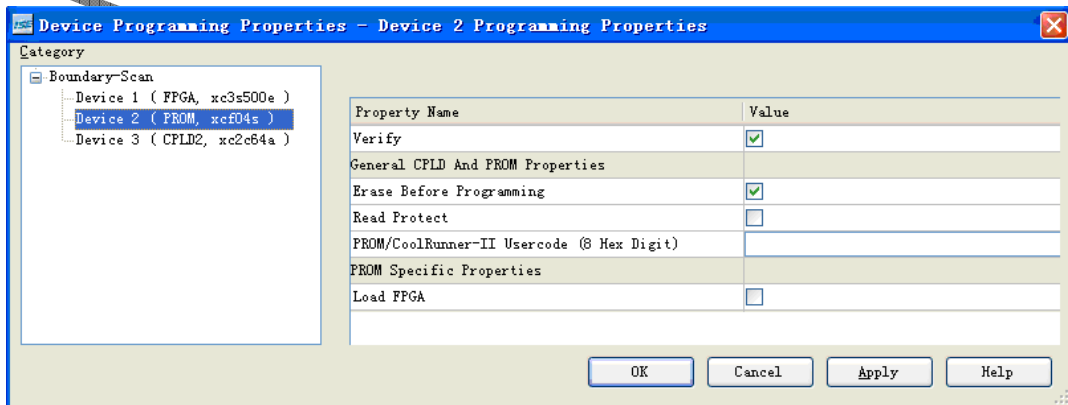 ISE Device Programming Properties - Device 2 Programming Properties
Category
Boundary-Scan
Device 1 ( FPGA, xc3s500e )
Device 2 ( PROM, xcf04s )
Device 3 ( CPLD2, xc2c64a )
Property Name Value
Verify
General CPLD And PROM Properties
Erase Before Programming
Read Protect
PROM/CoolRunner-II Usercode (8 Hex Digit)
PROM Specific Properties
Load FPGA
OK Cancel Apply Help